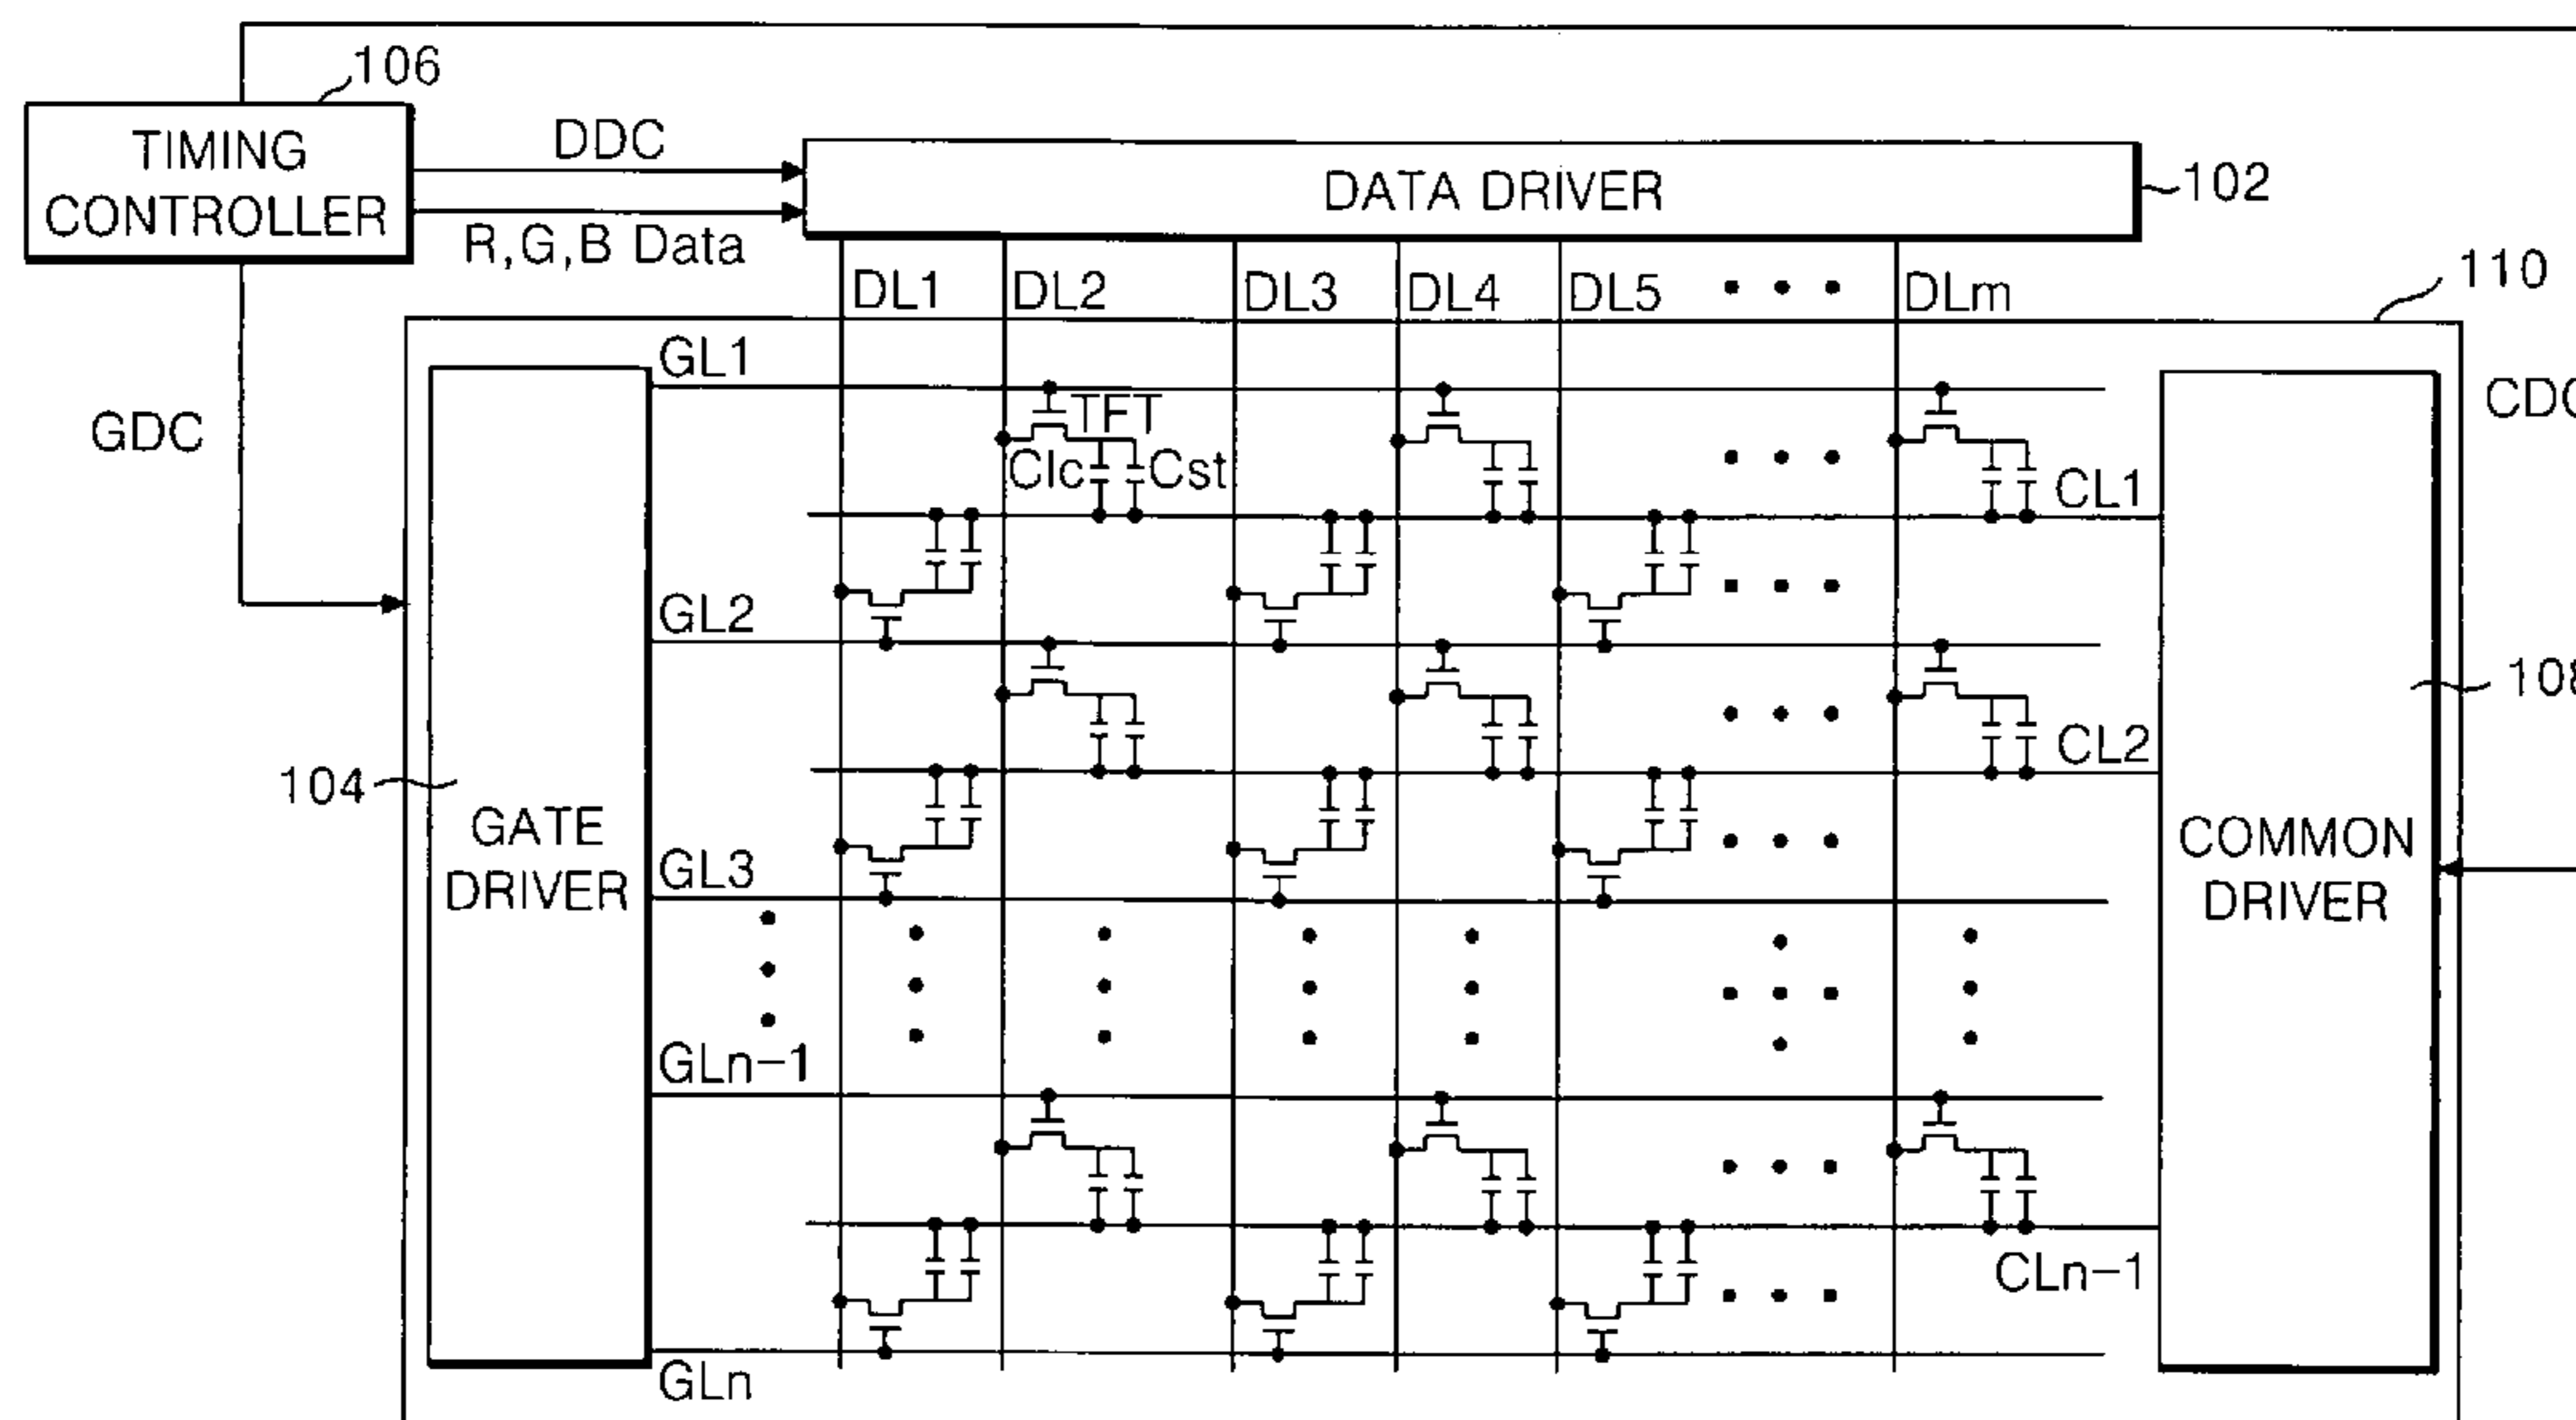 106
TIMING
CONTROLLER
DDC
R,G,B Data
DATA DRIVER
102
DL1 DL2 DL3 DL4 DL5 DLm
110
GL1
GDC
TFT
Clc Cst
CL1
GL2
CL2
104
GATE
DRIVER
GL3
COMMON
DRIVER
GLn-1
CLn-1
GLn